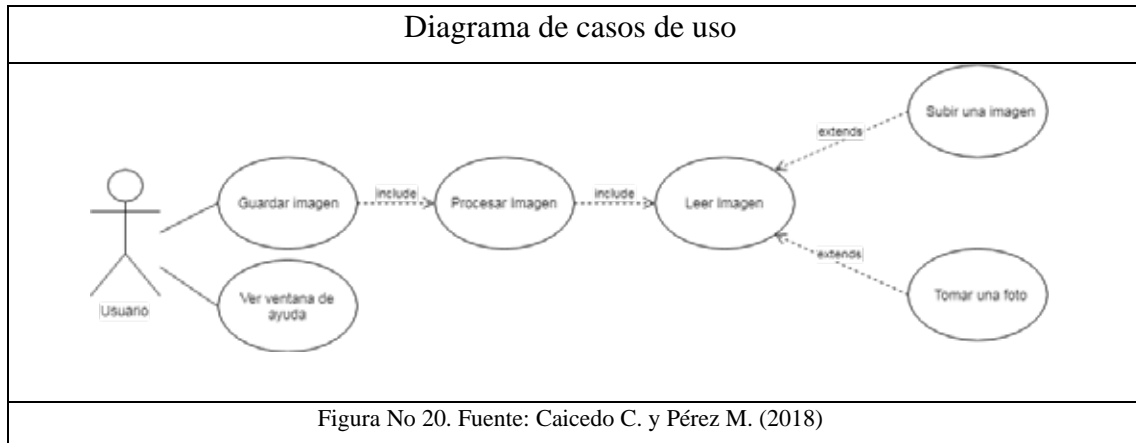 Diagrama de casos de uso
Subir una imagen
extends
Guardar imagen
include
Procesar Imagen
include
Leer Imagen
extends
Usuario
Ver ventana de
ayuda
Tomar una foto
Figura No 20. Fuente: Caicedo C. y Pérez M. (2018)